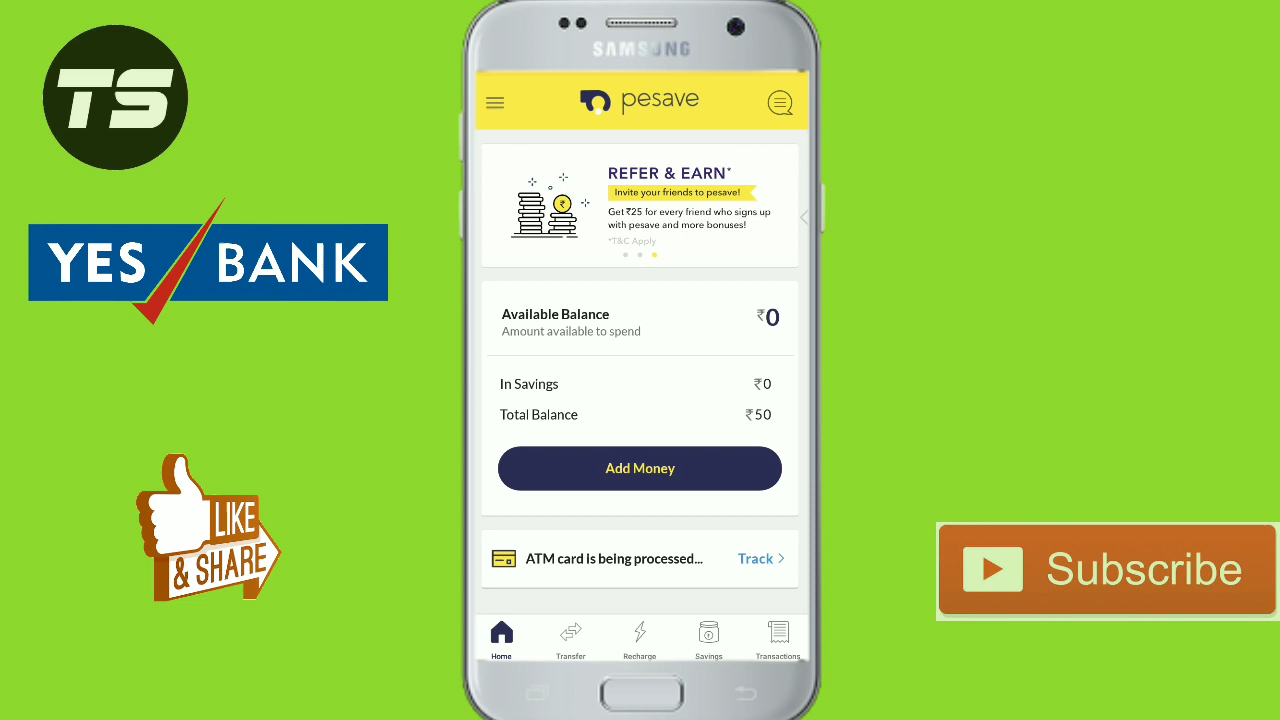 TS
YES BANK
LIKE
& SHARE
SAMSUNG
pesave
REFER & EARN*
Invite your friends to pesave!
Get ₹25 for every friend who signs up
with pesave and more bonuses!
*T&C Apply
Available Balance
₹0
Amount available to spend
In Savings
₹0
Total Balance
₹50
Add Money
ATM card is being processed...
Track
Home
Transfer
Recharge
Savings
Transactions
Subscribe